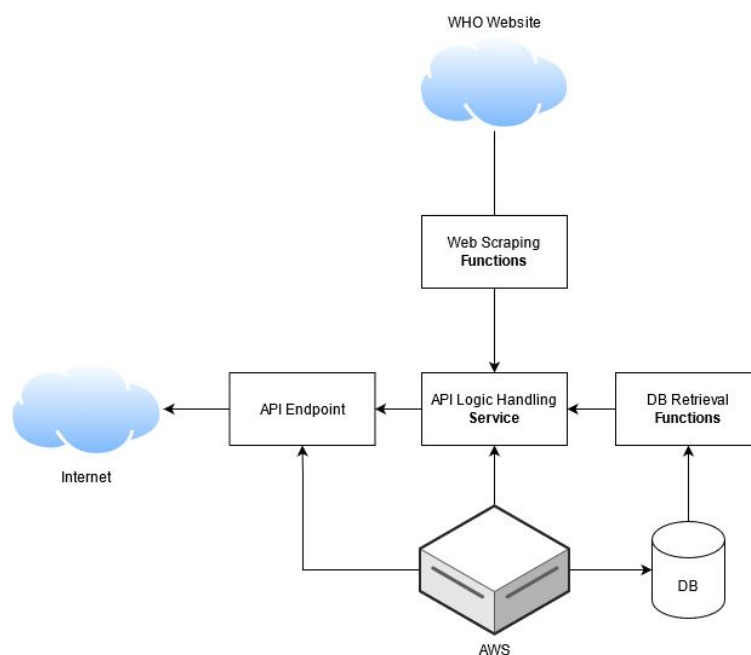 WHO Website
Web Scraping
Functions
API Endpoint
API Logic Handling
Service
DB Retrieval
Functions
Internet
DB
AWS